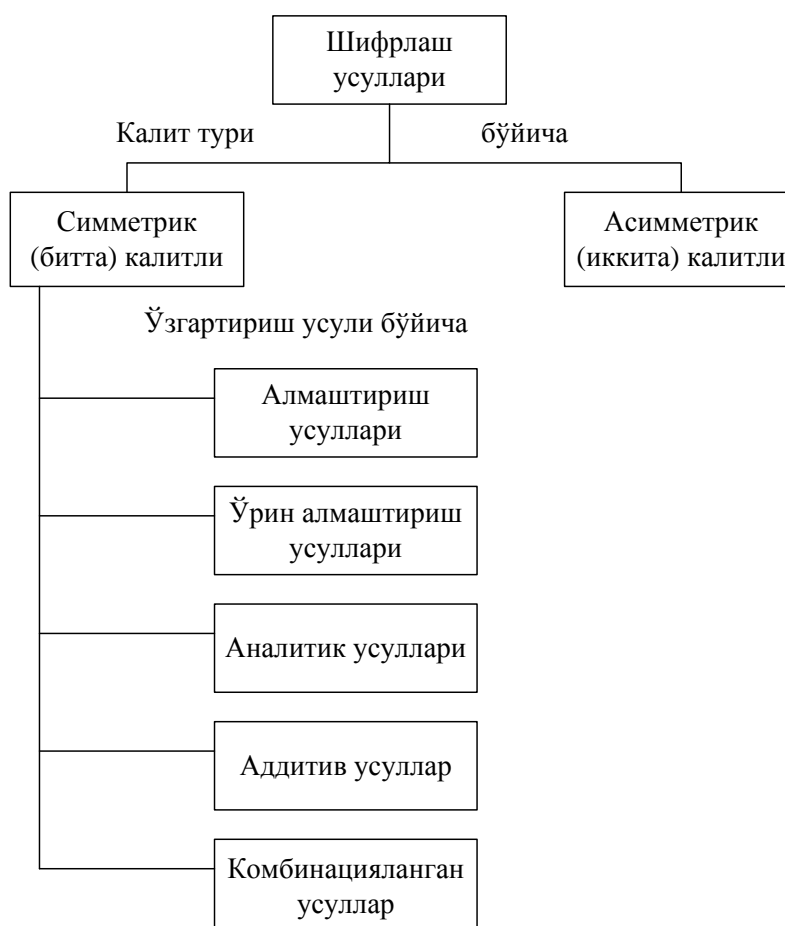 Шифрлаш
усуллари
Калит тури бўйича
Симметрик
(битта) калитли
Асимметрик
(иккита) калитли
Ўзгартириш усули бўйича
Алмаштириш
усуллари
Ўрин алмаштириш
усуллари
Аналитик усуллари
Аддитив усуллар
Комбинацияланган
усуллар